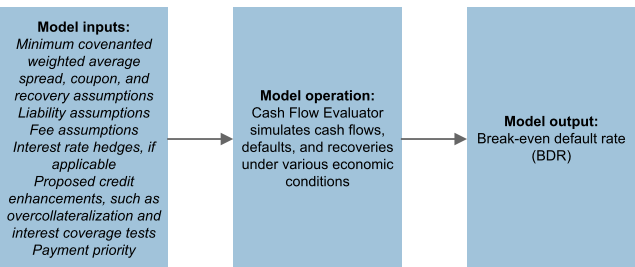 Model inputs:
Minimum covenanted
weighted average
spread, coupon, and
recovery assumptions
Liability assumptions
Fee assumptions
Interest rate hedges, if
applicable
Proposed credit
enhancements, such as
overcollateralization and
interest coverage tests
Payment priority
Model operation:
Cash Flow Evaluator
simulates cash flows,
defaults, and recoveries
under various economic
conditions
Model output:
Break-even default rate
(BDR)